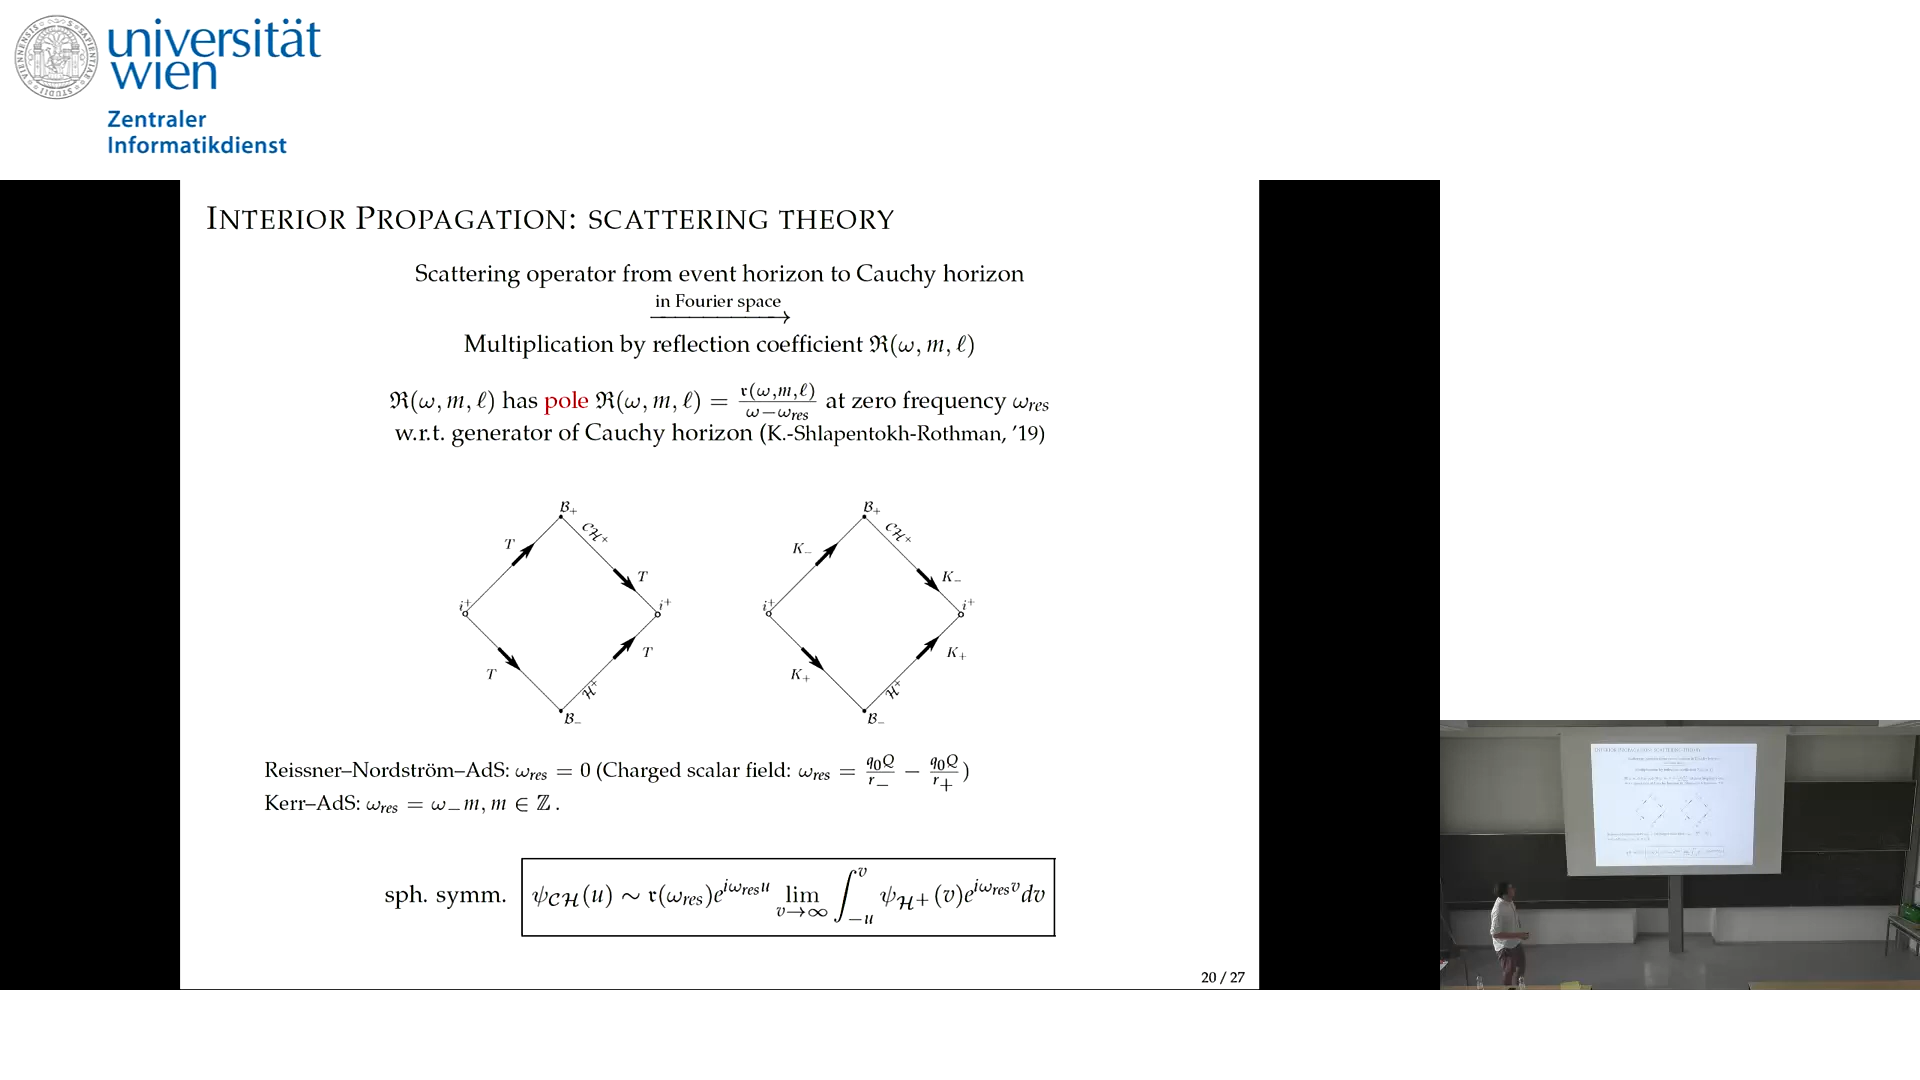 universität
wien
Zentraler
Informatikdienst
INTERIOR PROPAGATION: SCATTERING THEORY
Scattering operator from event horizon to Cauchy horizon
in Fourier space
Multiplication by reflection coefficient ℜ(ω, m, ℓ)
ℜ(ω, m, ℓ) has pole ℜ(ω, m, ℓ) = 𝔯(ω,m,ℓ)/(ω−ω_res) at zero frequency ω_res
w.r.t. generator of Cauchy horizon (K.-Shlapentokh-Rothman, '19)
B₊ B₊
CH⁺ CH⁺
T K₋
T K₋
i⁺ i⁺ i⁺ i⁺
T K₊
T K₊
H⁺ H⁺
B₋ B₋
Reissner–Nordström–AdS: ω_res = 0 (Charged scalar field: ω_res = q₀Q/r₋ − q₀Q/r₊)
Kerr–AdS: ω_res = ω₋m, m ∈ ℤ.
sph. symm. ψ_CH(u) ∼ 𝔯(ω_res)e^{iω_res u} lim_{v→∞} ∫_{−u}^{v} ψ_{H⁺}(v)e^{iω_res v}dv
20 / 27